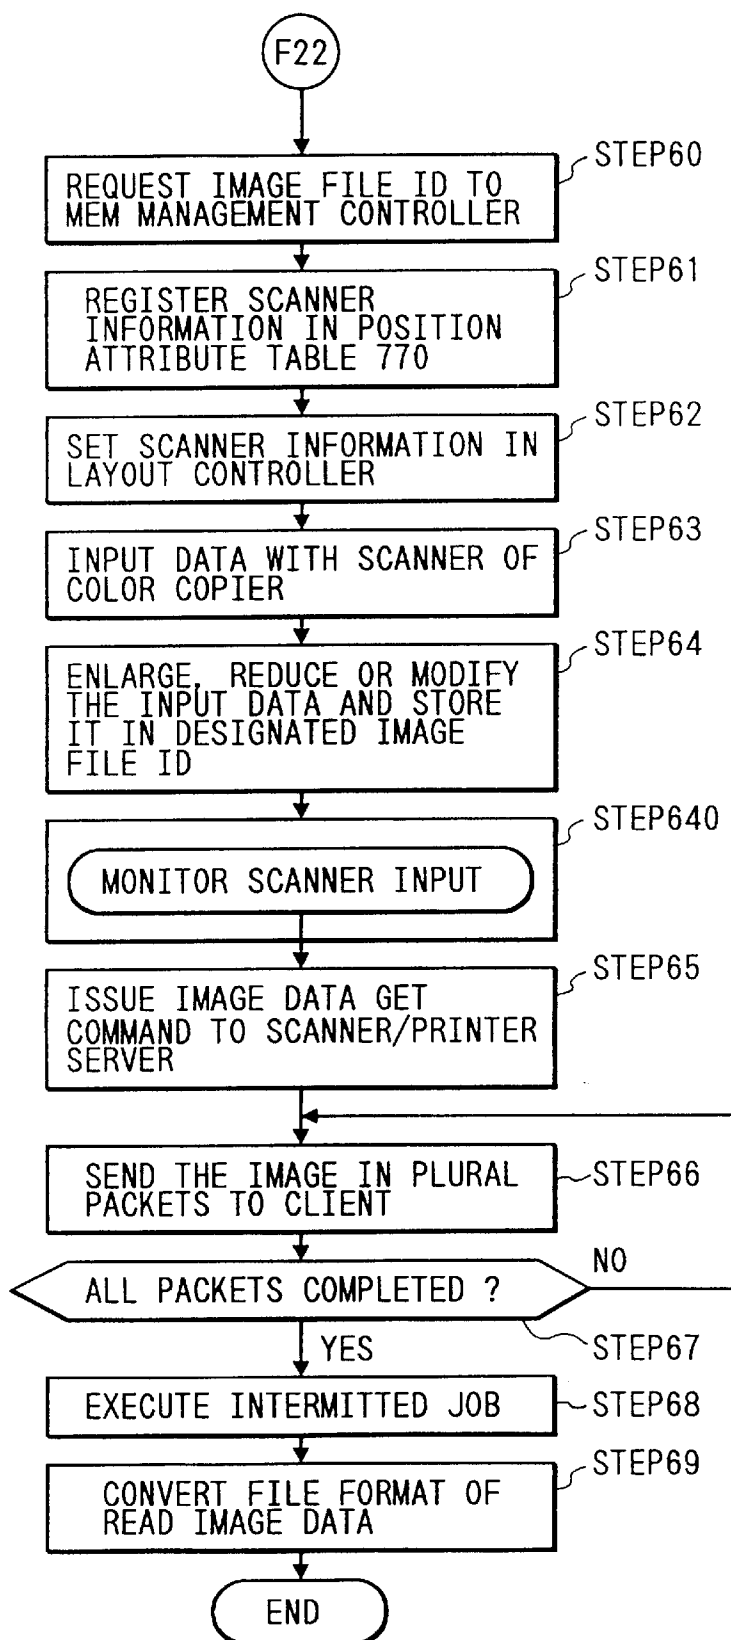 F22
STEP60
REQUEST IMAGE FILE ID TO
MEM MANAGEMENT CONTROLLER
STEP61
REGISTER SCANNER
INFORMATION IN POSITION
ATTRIBUTE TABLE 770
STEP62
SET SCANNER INFORMATION IN
LAYOUT CONTROLLER
STEP63
INPUT DATA WITH SCANNER OF
COLOR COPIER
STEP64
ENLARGE, REDUCE OR MODIFY
THE INPUT DATA AND STORE
IT IN DESIGNATED IMAGE
FILE ID
STEP640
MONITOR SCANNER INPUT
STEP65
ISSUE IMAGE DATA GET
COMMAND TO SCANNER/PRINTER
SERVER
SEND THE IMAGE IN PLURAL
PACKETS TO CLIENT
STEP66
NO
ALL PACKETS COMPLETED ?
YES
STEP67
EXECUTE INTERMITTED JOB
STEP68
STEP69
CONVERT FILE FORMAT OF
READ IMAGE DATA
END